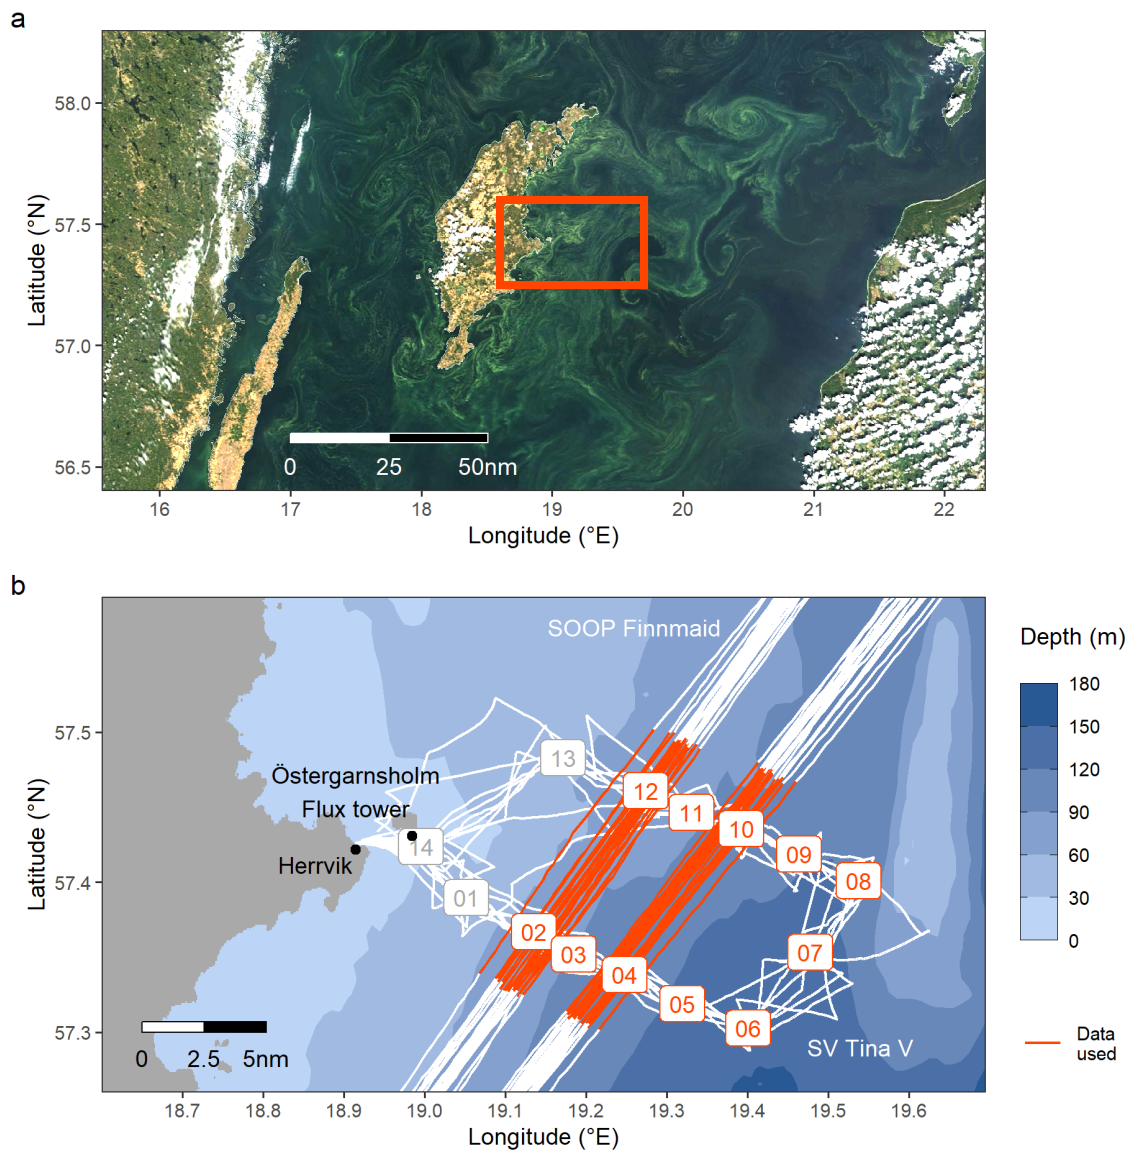 a
58.0
57.5
57.0
56.5
Latitude (°N)
0 25 50nm
16 17 18 19 20 21 22
Longitude (°E)
b
SOOP Finnmaid
Depth (m)
180
150
120
90
60
30
0
57.5
57.4
57.3
Latitude (°N)
Östergarnsholm
Flux tower
Herrvik
13
12
11
10
09
08
14
01
02
03
04
05
06
07
SV Tina V
0 2.5 5nm
Data
used
18.7 18.8 18.9 19.0 19.1 19.2 19.3 19.4 19.5 19.6
Longitude (°E)